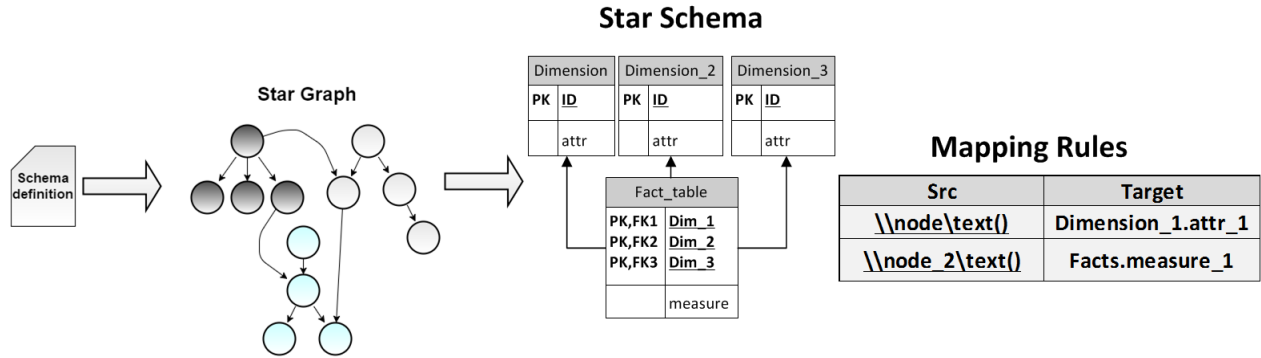 Star Schema
Schema
definition
Star Graph
Dimension
PK ID
attr
Dimension_2
PK ID
attr
Dimension_3
PK ID
attr
Fact_table
PK,FK1 Dim_1
PK,FK2 Dim_2
PK,FK3 Dim_3
measure
Mapping Rules
Src Target
\\node\text() Dimension_1.attr_1
\\node_2\text() Facts.measure_1